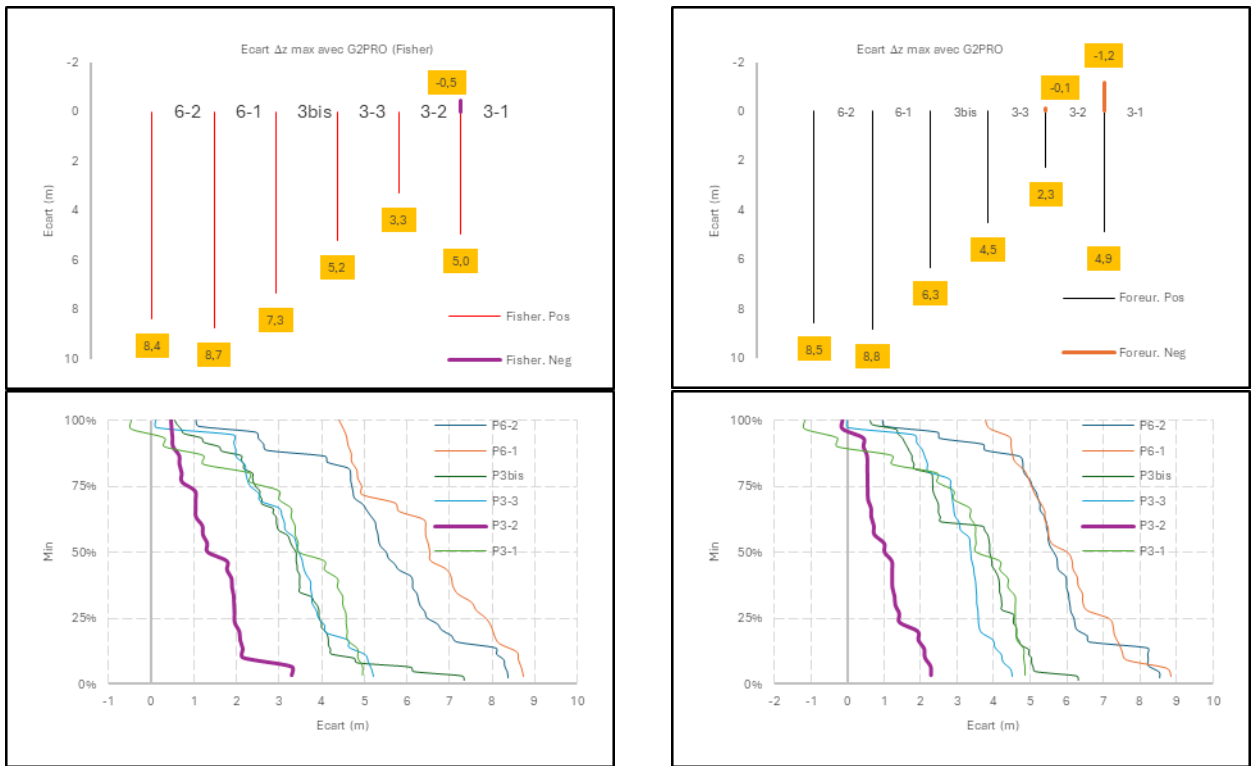 Ecart Δz max avec G2PRO (Fisher)
-2
0
2
4
6
8
10
Ecart (m)
-0,5
6-2
6-1
3bis
3-3
3-2
3-1
8,4
8,7
7,3
5,2
3,3
5,0
Fisher. Pos
Fisher. Neg
Ecart Δz max avec G2PRO
-2
0
2
4
6
8
10
Ecart (m)
-1,2
-0,1
6-2
6-1
3bis
3-3
3-2
3-1
8,5
8,8
6,3
4,5
2,3
4,9
Foreur. Pos
Foreur. Neg
100%
75%
50%
25%
0%
Min
P6-2
P6-1
P3bis
P3-3
P3-2
P3-1
-1 0 1 2 3 4 5 6 7 8 9 10
Ecart (m)
100%
75%
50%
25%
0%
Min
P6-2
P6-1
P3bis
P3-3
P3-2
P3-1
-2 -1 0 1 2 3 4 5 6 7 8 9 10
Ecart (m)